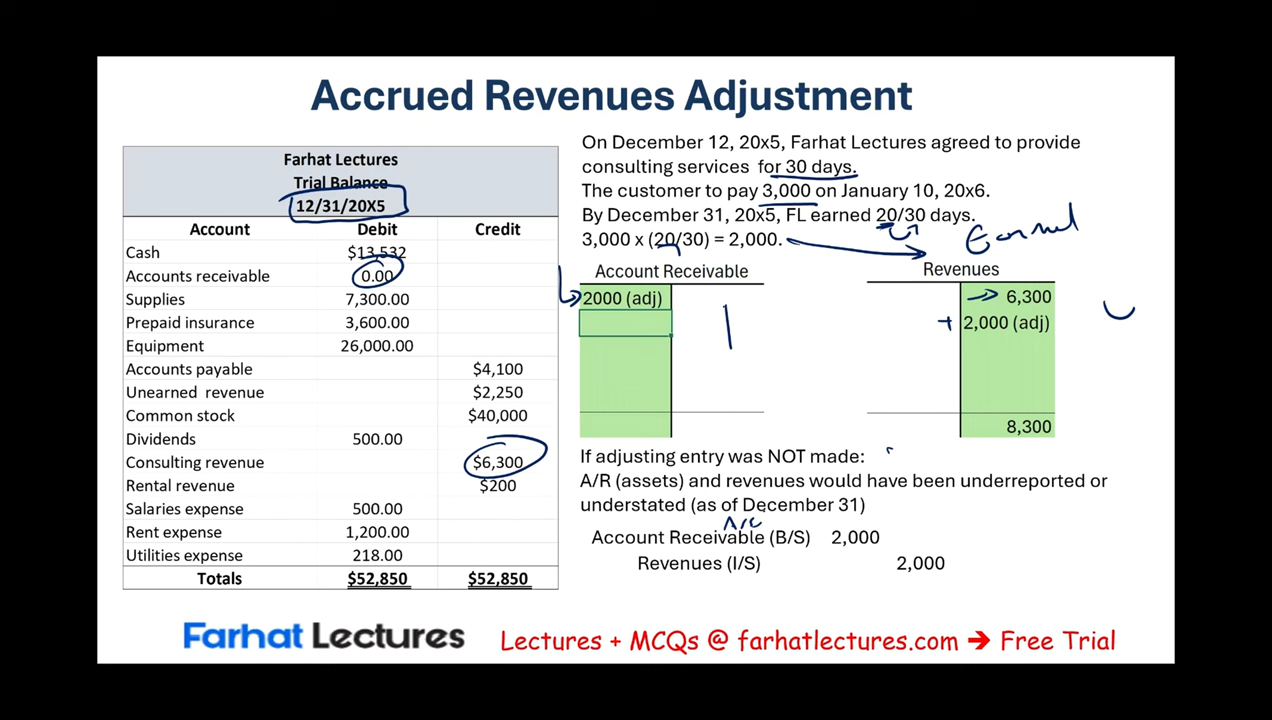 Accrued Revenues Adjustment
Farhat Lectures
Trial Balance
12/31/20X5
Account Debit Credit
Cash $13,532
Accounts receivable 0.00
Supplies 7,300.00
Prepaid insurance 3,600.00
Equipment 26,000.00
Accounts payable $4,100
Unearned revenue $2,250
Common stock $40,000
Dividends 500.00
Consulting revenue $6,300
Rental revenue $200
Salaries expense 500.00
Rent expense 1,200.00
Utilities expense 218.00
Totals $52,850 $52,850
On December 12, 20x5, Farhat Lectures agreed to provide
consulting services for 30 days.
The customer to pay 3,000 on January 10, 20x6.
By December 31, 20x5, FL earned 20/30 days.
3,000 x (20/30) = 2,000.
Earned
Account Receivable
2000 (adj)
Revenues
6,300
+ 2,000 (adj)
8,300
If adjusting entry was NOT made:
A/R (assets) and revenues would have been underreported or
understated (as of December 31)
Account Receivable (B/S) 2,000
Revenues (I/S) 2,000
Farhat Lectures
Lectures + MCQs @ farhatlectures.com ➔ Free Trial